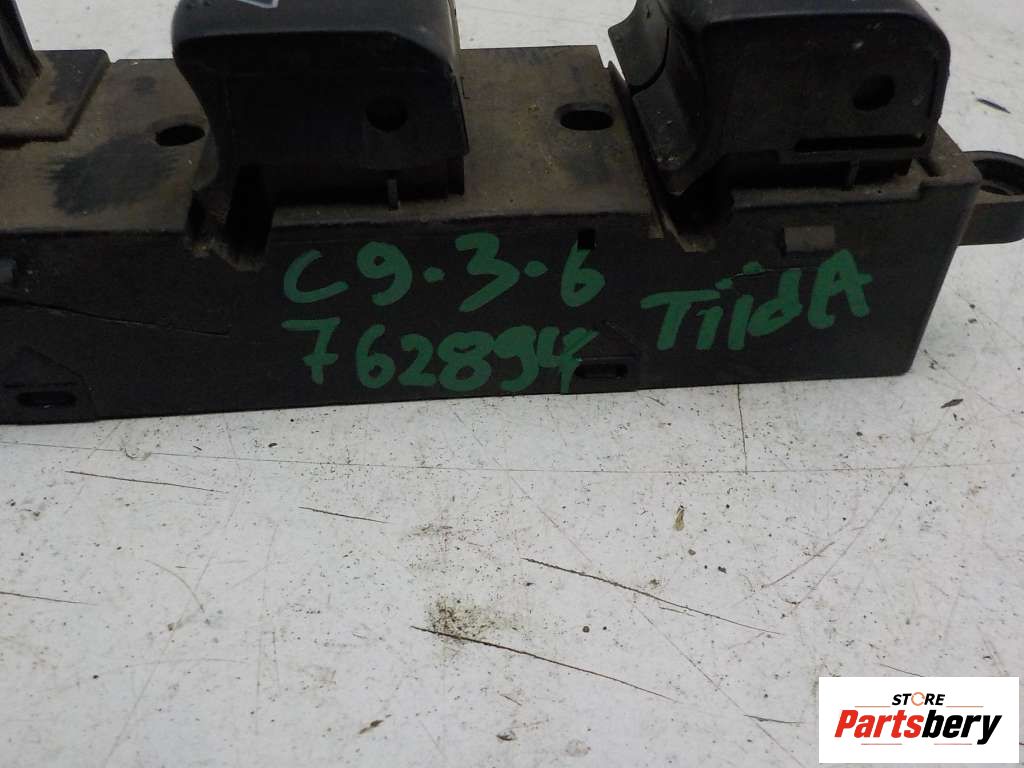 C9.3.6
762894 TiidA
STORE
Partsbery